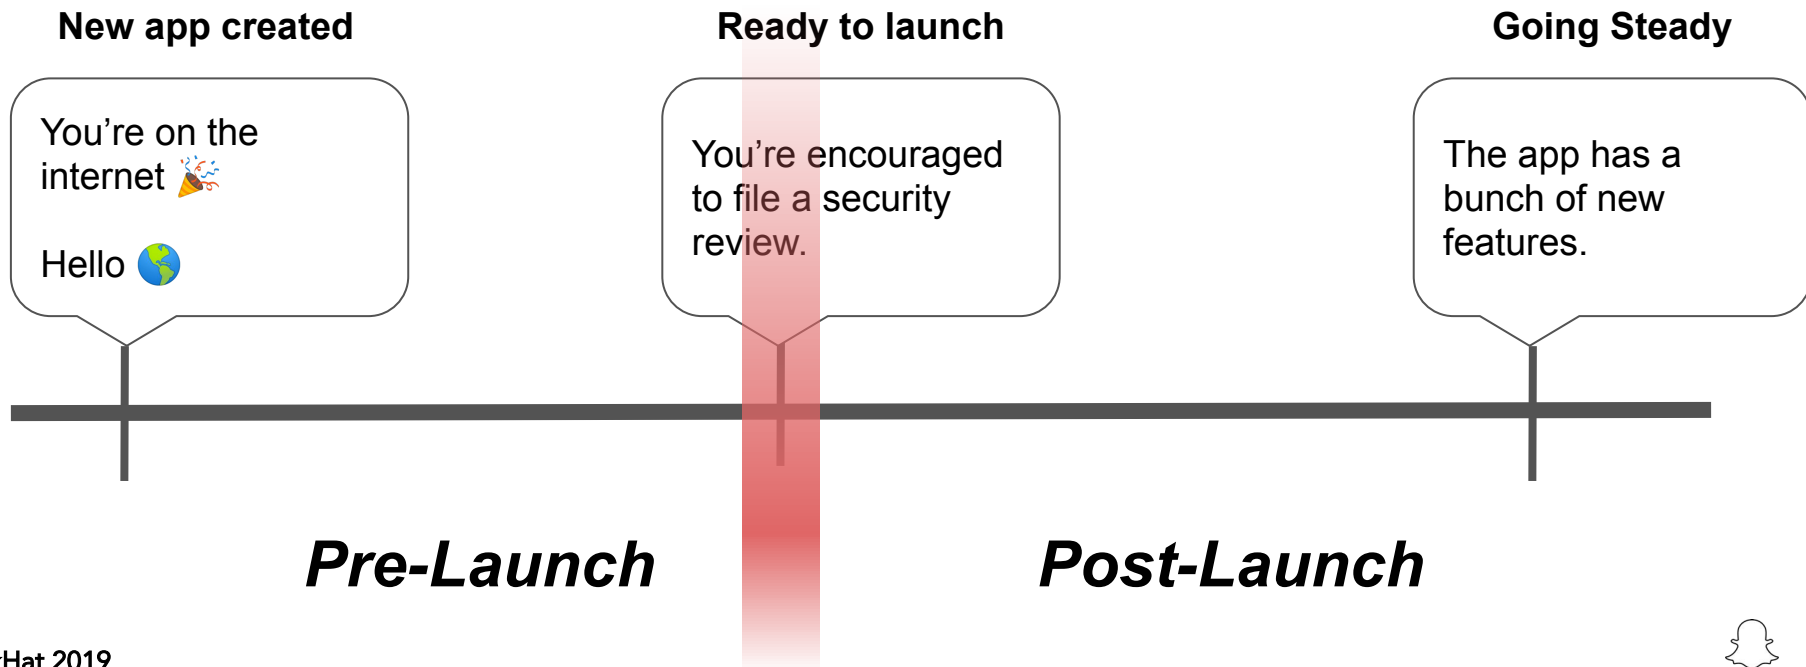 New app created
Ready to launch
Going Steady
You’re on the
internet 🎉
Hello 🌎
You’re encouraged
to file a security
review.
The app has a
bunch of new
features.
Pre-Launch
Post-Launch
Hat 2019